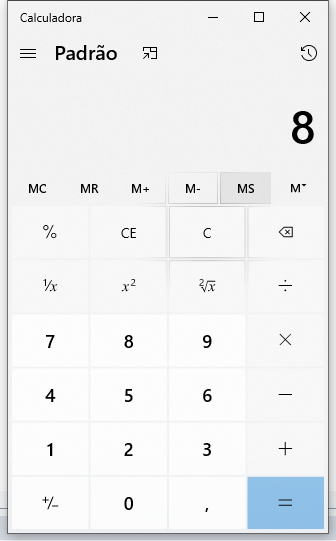 Calculadora
Padrão
8
MC MR M+ M- MS M˅
% CE C
¹/x x² ²√x ÷
7 8 9 ×
4 5 6 −
1 2 3 +
+/− 0 , =